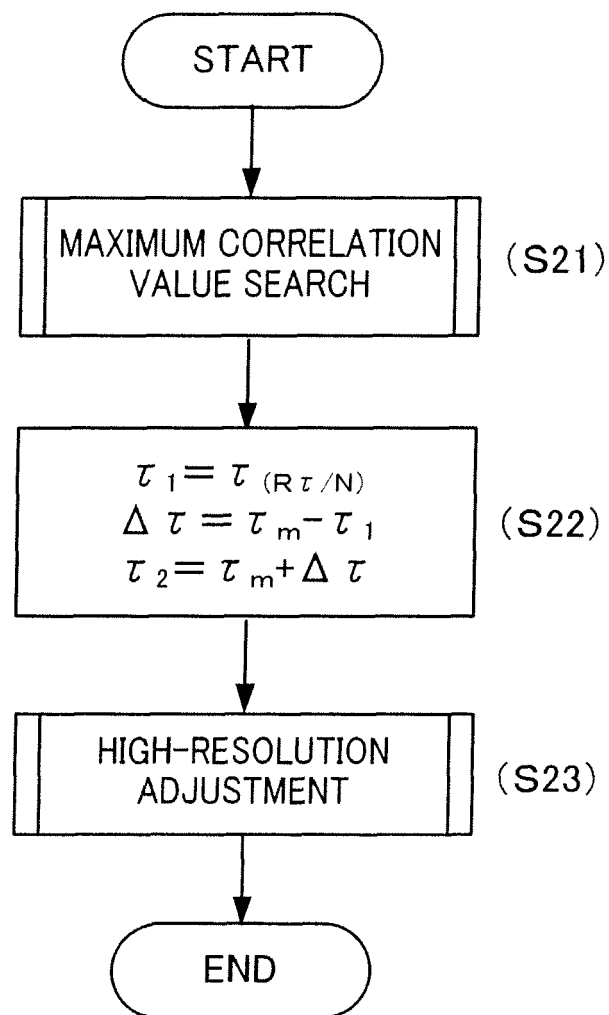 START
MAXIMUM CORRELATION
VALUE SEARCH
(S21)
τ₁=τ(Rτ/N)
Δτ=τₘ-τ₁
τ₂=τₘ+Δτ
(S22)
HIGH-RESOLUTION
ADJUSTMENT
(S23)
END